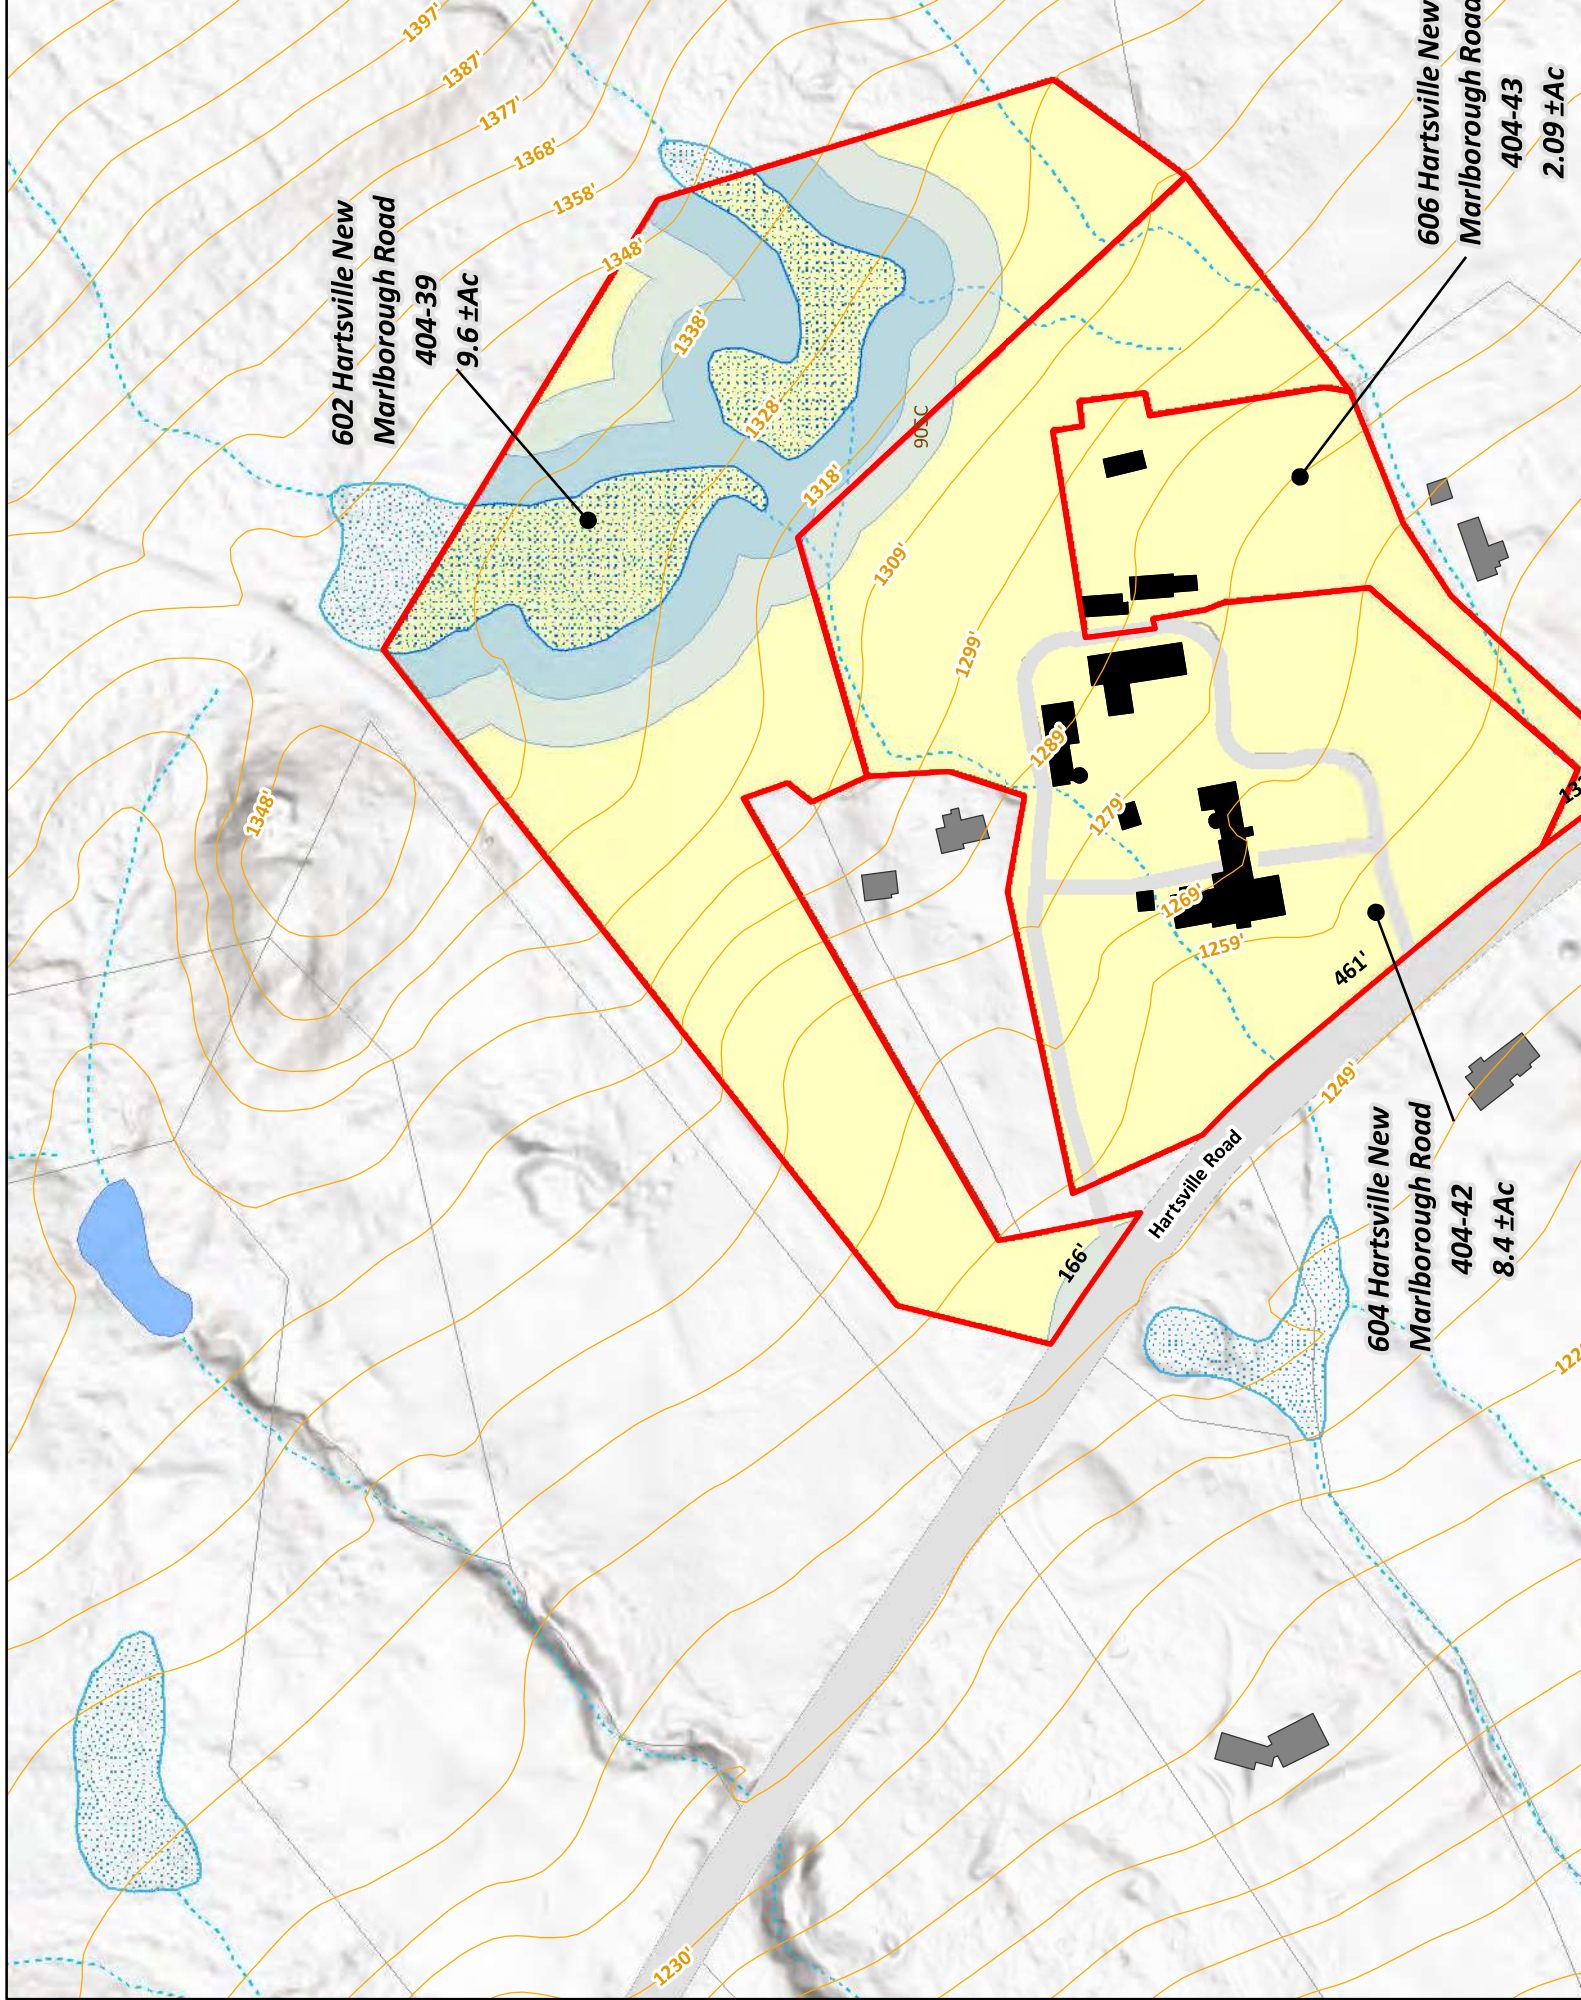 1397'
1387'
1377'
1368'
1358'
1348'
602 Hartsville New
Marlborough Road
404-39
9.6 ±Ac
606 Hartsville New
Marlborough Road
404-43
2.09 ±Ac
1338'
1328'
1318'
905C
1309'
1299'
1289'
1279'
1269'
1259'
1348'
461'
1249'
166'
Hartsville Road
604 Hartsville New
Marlborough Road
404-42
8.4 ±Ac
1230'